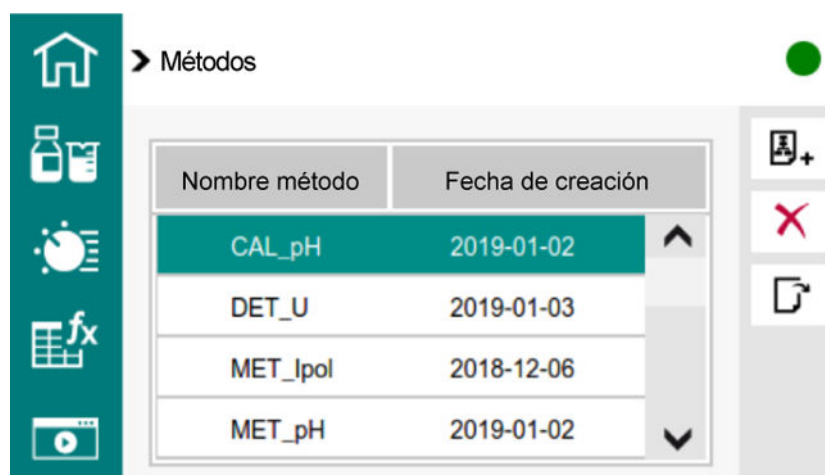 Métodos
Nombre método Fecha de creación
CAL_pH 2019-01-02
DET_U 2019-01-03
MET_Ipol 2018-12-06
MET_pH 2019-01-02
fx